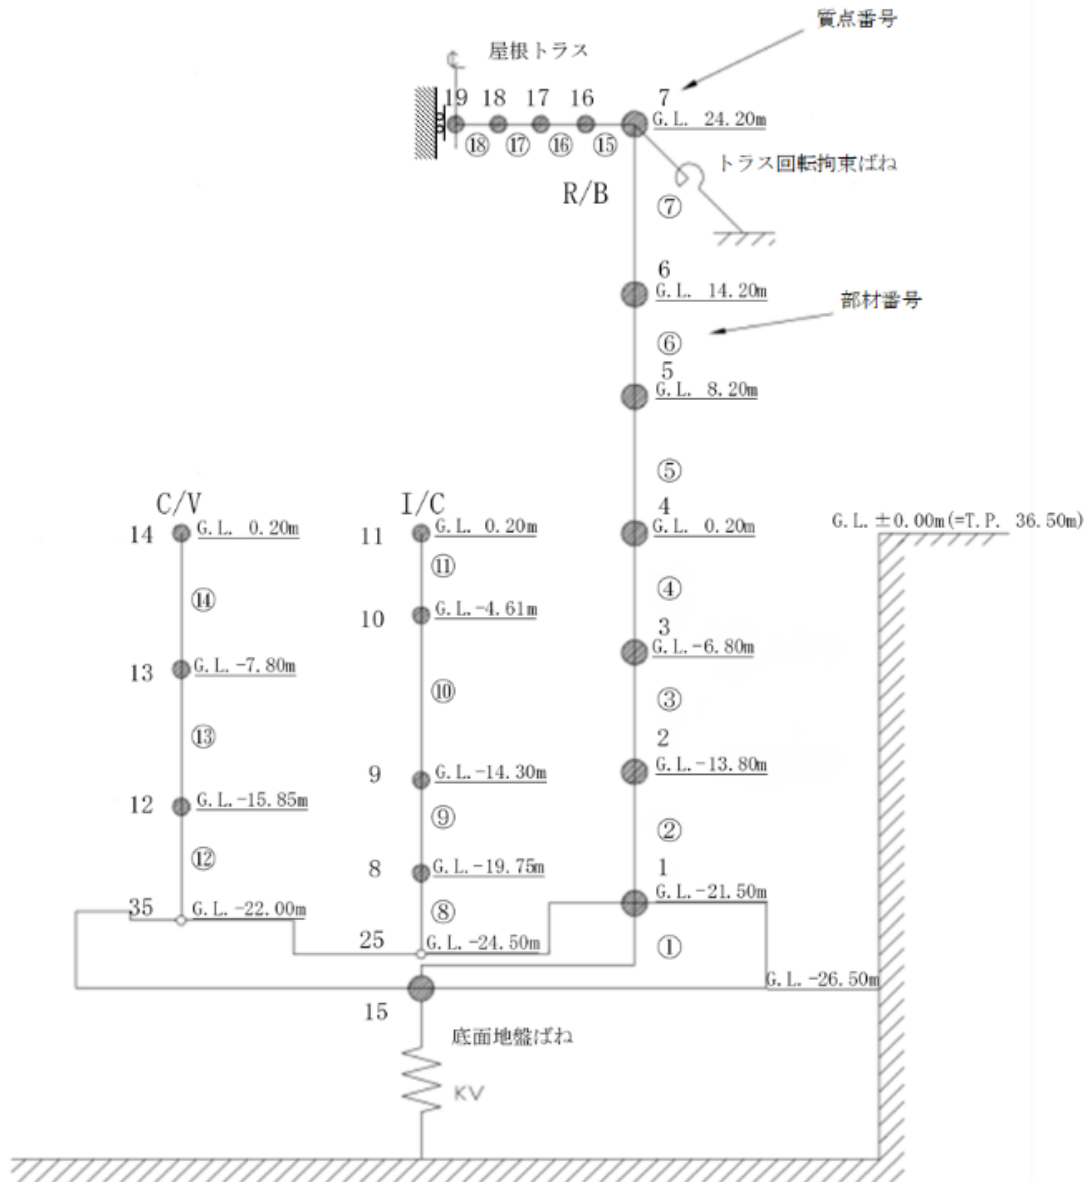 質点番号
℄ 屋根トラス
19 18 17 16 7
G.L. 24.20m
⑱ ⑰ ⑯ ⑮
トラス回転拘束ばね
R/B
⑦
6
G.L. 14.20m
部材番号
⑥
5
G.L. 8.20m
⑤
C/V I/C 4
14 G.L. 0.20m 11 G.L. 0.20m G.L. 0.20m
G.L.±0.00m(=T.P. 36.50m)
⑪
⑭ 10 G.L.-4.61m ④
3
13 G.L.-7.80m G.L.-6.80m
⑩ ③
⑬ 2
9 G.L.-14.30m G.L.-13.80m
12 G.L.-15.85m
⑨ ②
⑫ 8 G.L.-19.75m 1
G.L.-21.50m
35 G.L.-22.00m ⑧
25 G.L.-24.50m ①
G.L.-26.50m
15
底面地盤ばね
KV